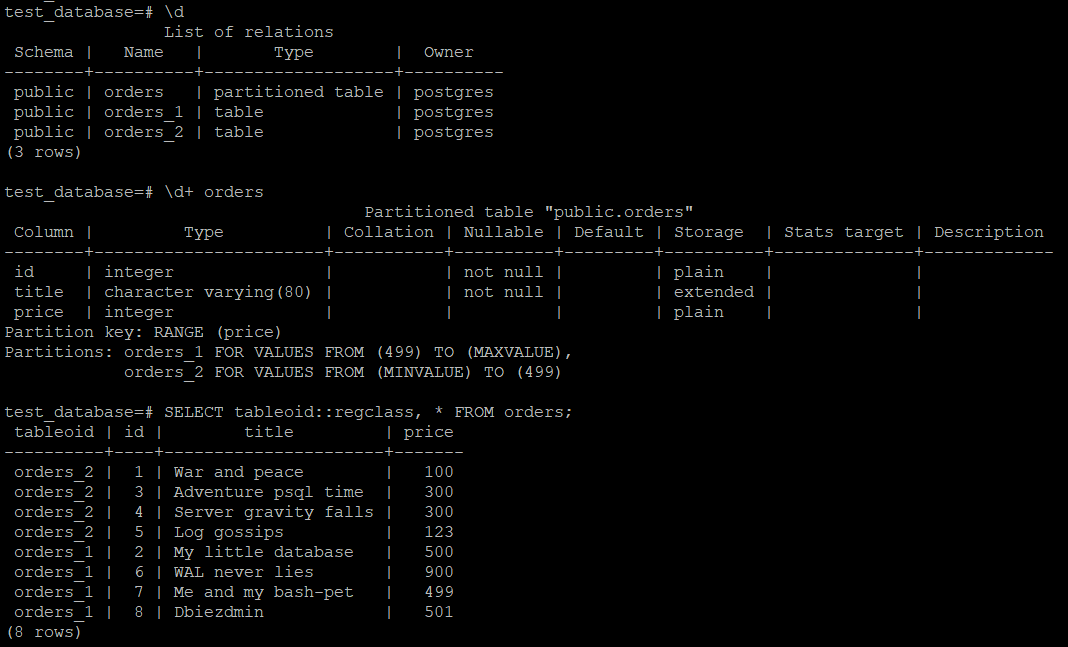 test_database=# \d
                List of relations
 Schema |   Name   |       Type        |  Owner
--------+----------+-------------------+----------
 public | orders   | partitioned table | postgres
 public | orders_1 | table             | postgres
 public | orders_2 | table             | postgres
(3 rows)

test_database=# \d+ orders
                                    Partitioned table "public.orders"
 Column |         Type          | Collation | Nullable | Default | Storage  | Stats target | Description
--------+-----------------------+-----------+----------+---------+----------+--------------+-------------
 id     | integer               |           | not null |         | plain    |              |
 title  | character varying(80) |           | not null |         | extended |              |
 price  | integer               |           |          |         | plain    |              |
Partition key: RANGE (price)
Partitions: orders_1 FOR VALUES FROM (499) TO (MAXVALUE),
            orders_2 FOR VALUES FROM (MINVALUE) TO (499)

test_database=# SELECT tableoid::regclass, * FROM orders;
 tableoid | id |        title         | price
----------+----+----------------------+-------
 orders_2 |  1 | War and peace        |   100
 orders_2 |  3 | Adventure psql time  |   300
 orders_2 |  4 | Server gravity falls |   300
 orders_2 |  5 | Log gossips          |   123
 orders_1 |  2 | My little database   |   500
 orders_1 |  6 | WAL never lies       |   900
 orders_1 |  7 | Me and my bash-pet   |   499
 orders_1 |  8 | Dbiezdmin            |   501
(8 rows)